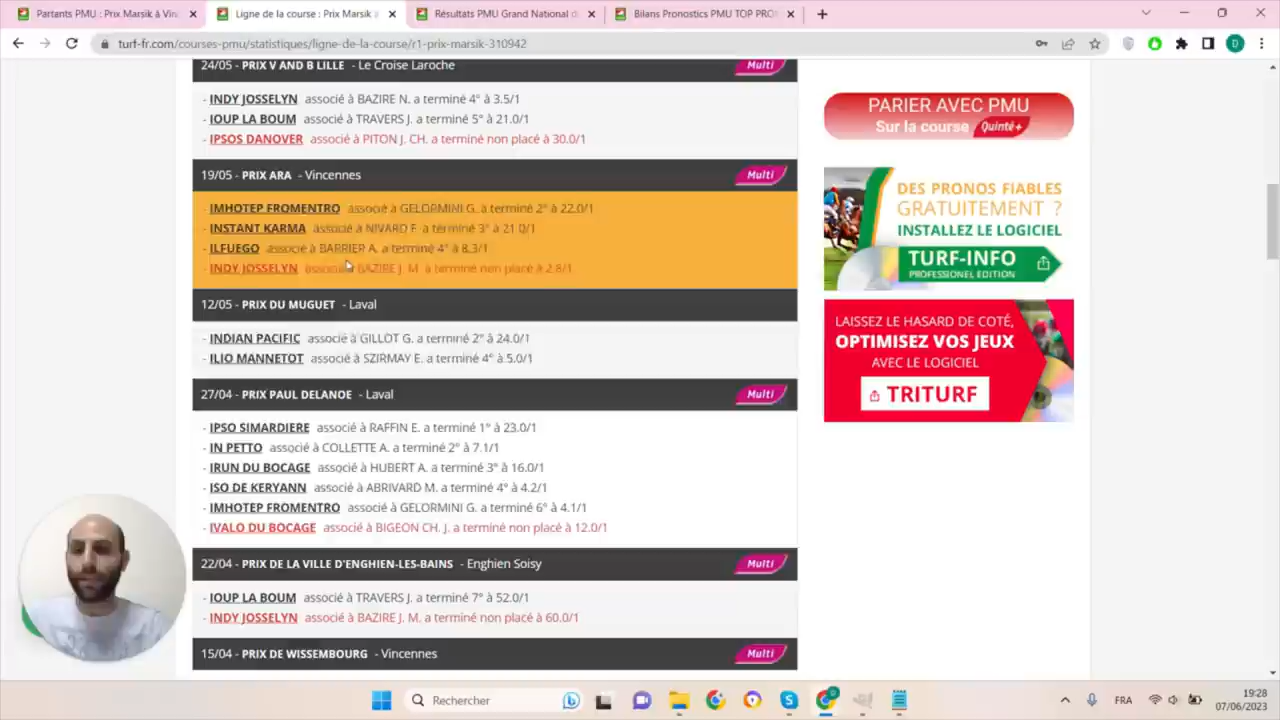 Partants PMU : Prix Marsik à Vin
Ligne de la course : Prix Marsik à
Résultats PMU Grand National d
Bilans Pronostics PMU TOP PRO
turf-fr.com/courses-pmu/statistiques/ligne-de-la-course/r1-prix-marsik-310942
D
24/05 - PRIX V AND B LILLE - Le Croise Laroche
Multi
- INDY JOSSELYN associé à BAZIRE N. a terminé 4° à 3.5/1
- IOUP LA BOUM associé à TRAVERS J. a terminé 5° à 21.0/1
- IPSOS DANOVER associé à PITON J. CH. a terminé non placé à 30.0/1
19/05 - PRIX ARA - Vincennes
Multi
- IMHOTEP FROMENTRO associé à GELORMINI G. a terminé 2° à 22.0/1
- INSTANT KARMA associé à NIVARD F. a terminé 3° à 21.0/1
- ILFUEGO associé à BARRIER A. a terminé 4° à 8.3/1
- INDY JOSSELYN associé à BAZIRE J. M. a terminé non placé à 2.8/1
12/05 - PRIX DU MUGUET - Laval
- INDIAN PACIFIC associé à GILLOT G. a terminé 2° à 24.0/1
- ILIO MANNETOT associé à SZIRMAY E. a terminé 4° à 5.0/1
27/04 - PRIX PAUL DELANOE - Laval
Multi
- IPSO SIMARDIERE associé à RAFFIN E. a terminé 1° à 23.0/1
- IN PETTO associé à COLLETTE A. a terminé 2° à 7.1/1
- IRUN DU BOCAGE associé à HUBERT A. a terminé 3° à 16.0/1
- ISO DE KERYANN associé à ABRIVARD M. a terminé 4° à 4.2/1
- IMHOTEP FROMENTRO associé à GELORMINI G. a terminé 6° à 4.1/1
- IVALO DU BOCAGE associé à BIGEON CH. J. a terminé non placé à 12.0/1
22/04 - PRIX DE LA VILLE D'ENGHIEN-LES-BAINS - Enghien Soisy
Multi
- IOUP LA BOUM associé à TRAVERS J. a terminé 7° à 52.0/1
- INDY JOSSELYN associé à BAZIRE J. M. a terminé non placé à 60.0/1
15/04 - PRIX DE WISSEMBOURG - Vincennes
Multi
PARIER AVEC PMU
Sur la course Quinté+
DES PRONOS FIABLES
GRATUITEMENT ?
INSTALLEZ LE LOGICIEL
TURF-INFO
PROFESSIONEL EDITION
LAISSEZ LE HASARD DE COTÉ,
OPTIMISEZ VOS JEUX
AVEC LE LOGICIEL
TRITURF
Rechercher
FRA
19:28
07/06/2023